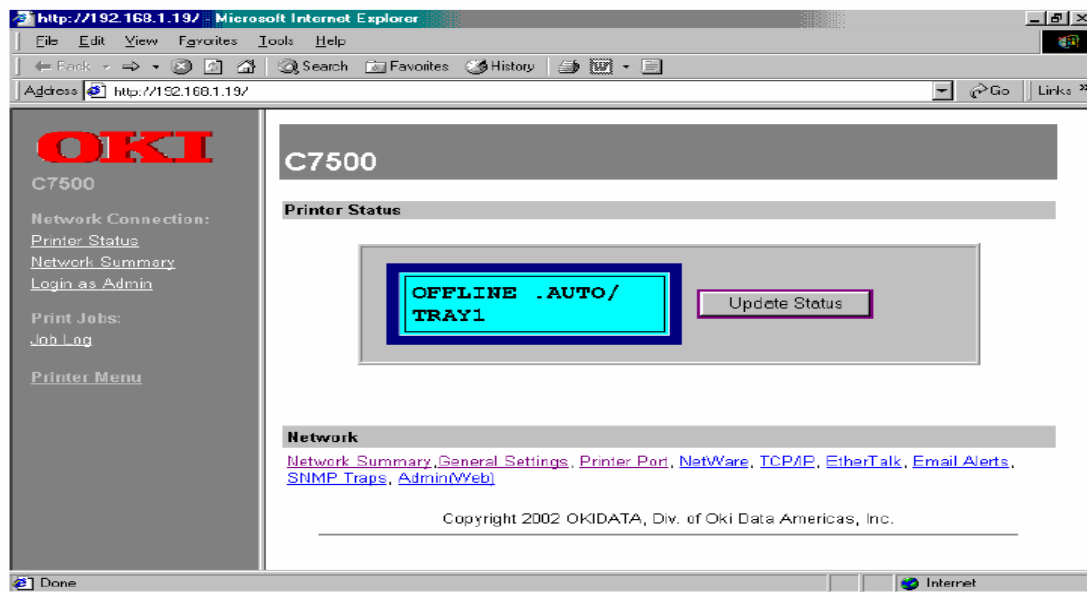 http://192.168.1.19/ - Microsoft Internet Explorer
File Edit View Favorites Tools Help
Back Search Favorites History
Address http://192.168.1.19/ Go Links »
OKI
C7500
Network Connection:
Printer Status
Network Summary
Login as Admin
Print Jobs:
Job Log
Printer Menu
C7500
Printer Status
OFFLINE .AUTO/
TRAY1
Update Status
Network
Network Summary,General Settings, Printer Port, NetWare, TCP/IP, EtherTalk, Email Alerts,
SNMP Traps, Admin(Web)
Copyright 2002 OKIDATA, Div. of Oki Data Americas, Inc.
Done Internet